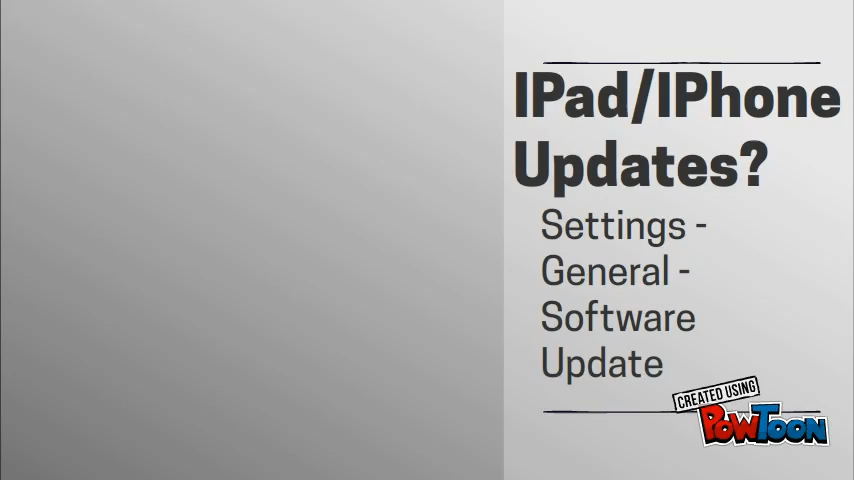 IPad/IPhone
Updates?
Settings -
General -
Software
Update
CREATED USING
POWTOON